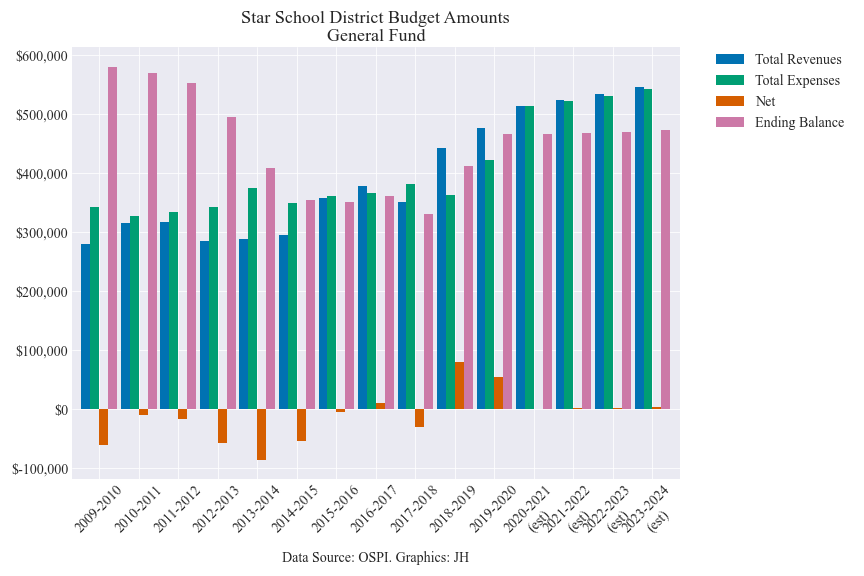 Star School District Budget Amounts
General Fund
$600,000
$500,000
$400,000
$300,000
$200,000
$100,000
$0
$-100,000
2009-2010
2010-2011
2011-2012
2012-2013
2013-2014
2014-2015
2015-2016
2016-2017
2017-2018
2018-2019
2019-2020
2020-2021
(est)
2021-2022
(est)
2022-2023
(est)
2023-2024
(est)
Total Revenues
Total Expenses
Net
Ending Balance
Data Source: OSPI. Graphics: JH